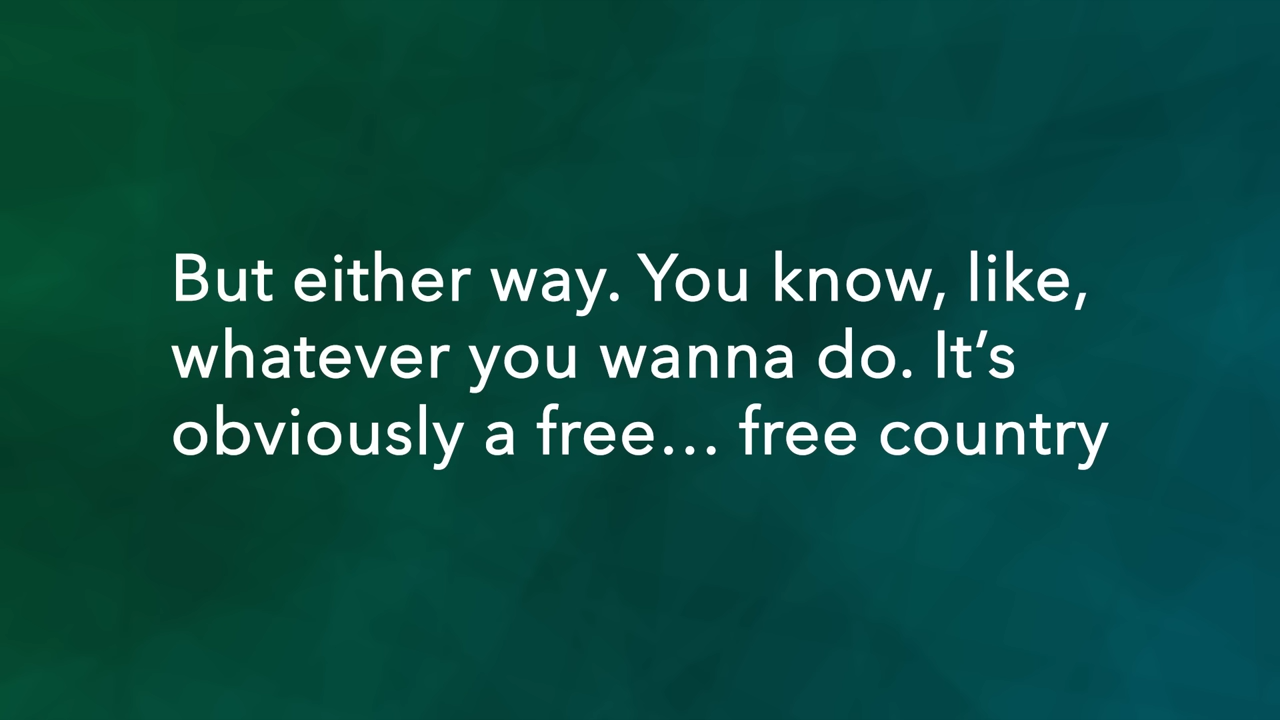 But either way. You know, like,
whatever you wanna do. It’s
obviously a free… free country